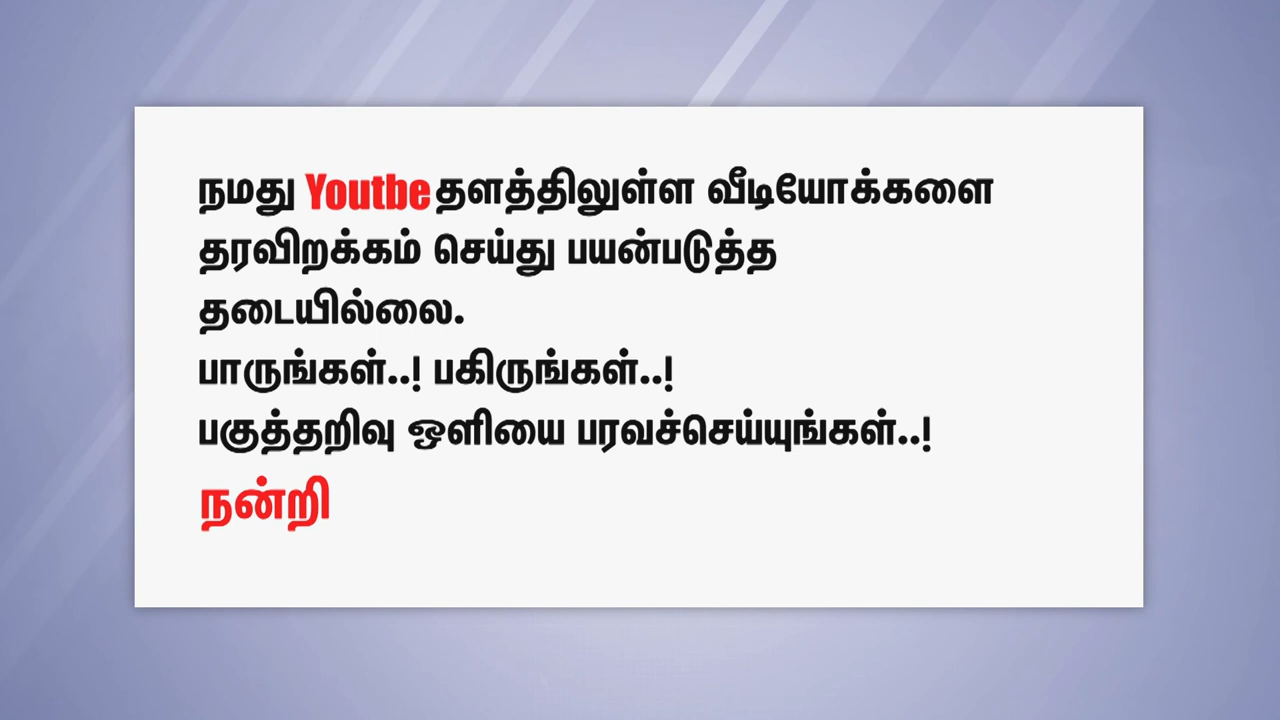 நமது Youtbe தளத்திலுள்ள வீடியோக்களை
தரவிறக்கம் செய்து பயன்படுத்த
தடையில்லை.
பாருங்கள்..! பகிருங்கள்..!
பகுத்தறிவு ஒளியை பரவச்செய்யுங்கள்..!
நன்றி